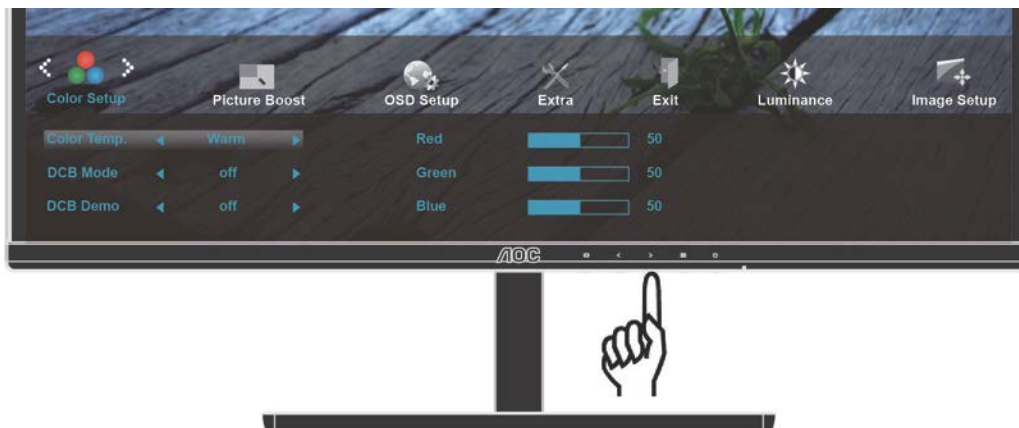 Color Setup Picture Boost OSD Setup Extra Exit Luminance Image Setup
Color Temp. Warm Red 50
DCB Mode off Green 50
DCB Demo off Blue 50
AOC